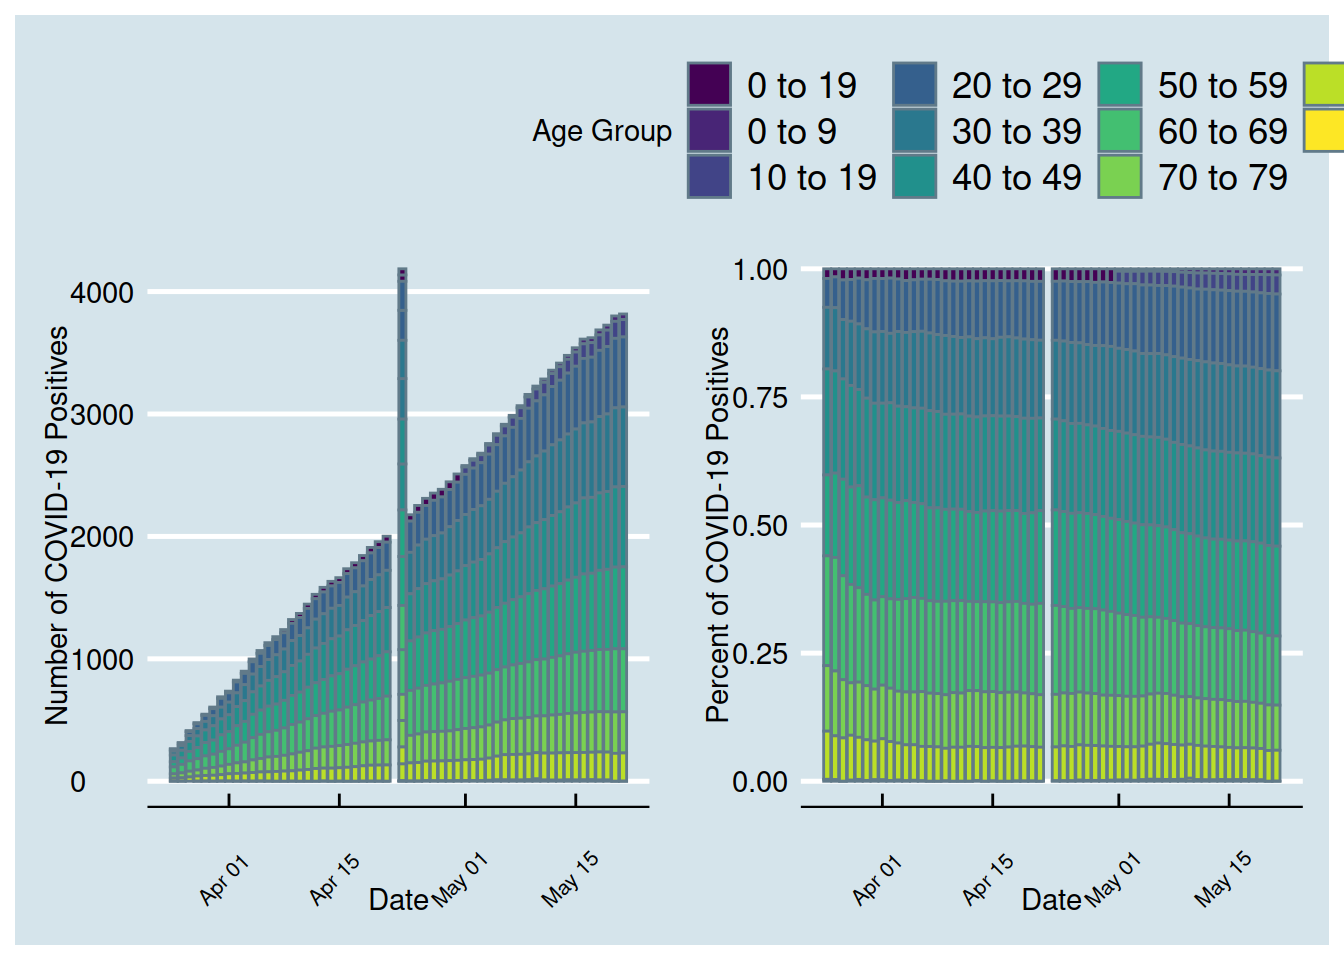 0 to 19 20 to 29 50 to 59
Age Group 0 to 9 30 to 39 60 to 69
10 to 19 40 to 49 70 to 79
Number of COVID-19 Positives
4000
3000
2000
1000
0
Apr 01 Apr 15 May 01 May 15
Date
Percent of COVID-19 Positives
1.00
0.75
0.50
0.25
0.00
Apr 01 Apr 15 May 01 May 15
Date